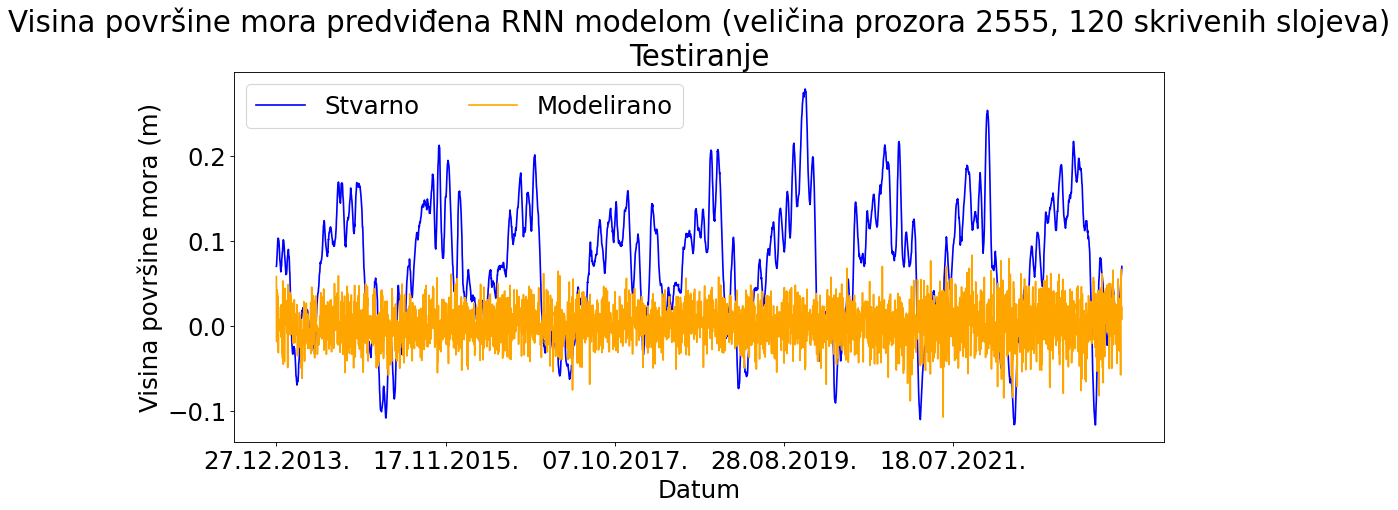 Visina površine mora predviđena RNN modelom (veličina prozora 2555, 120 skrivenih slojeva)
Testiranje
Stvarno Modelirano
Visina površine mora (m)
0.2
0.1
0.0
−0.1
27.12.2013. 17.11.2015. 07.10.2017. 28.08.2019. 18.07.2021.
Datum